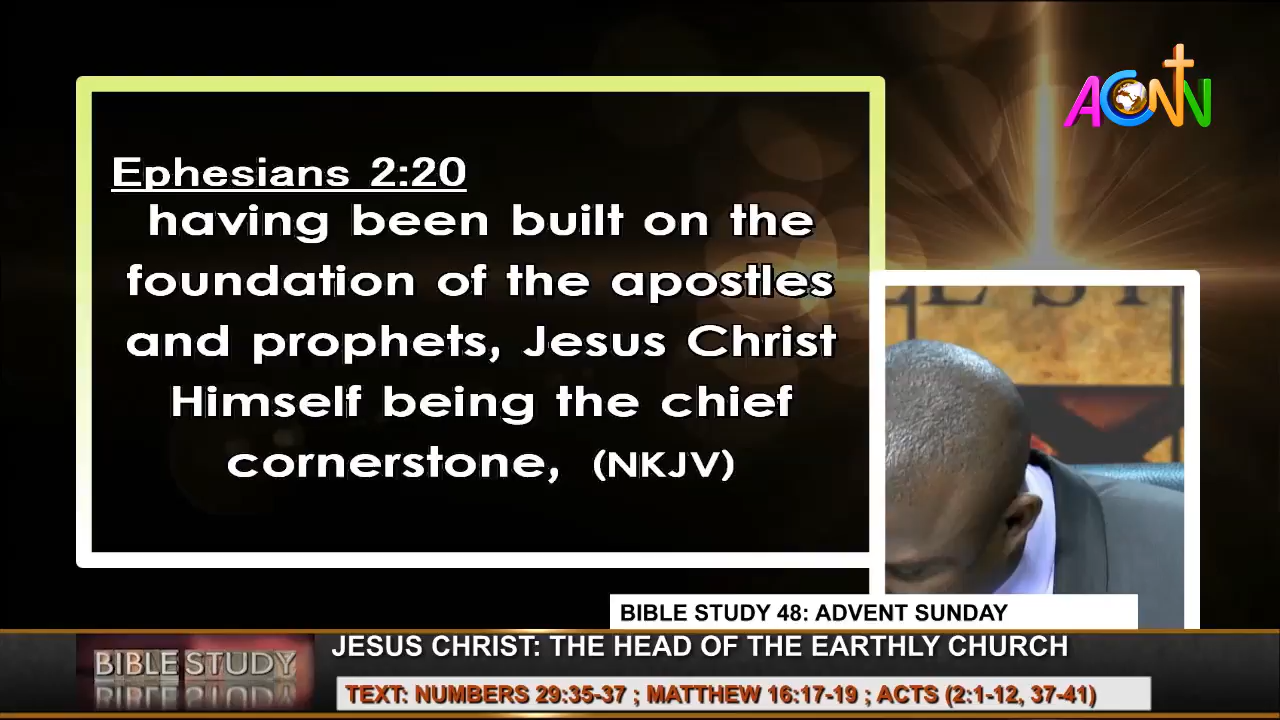 ACNN
Ephesians 2:20
having been built on the
foundation of the apostles
and prophets, Jesus Christ
Himself being the chief
cornerstone, (NKJV)
BIBLE STUDY 48: ADVENT SUNDAY
JESUS CHRIST: THE HEAD OF THE EARTHLY CHURCH
BIBLE STUDY
TEXT: NUMBERS 29:35-37 ; MATTHEW 16:17-19 ; ACTS (2:1-12, 37-41)